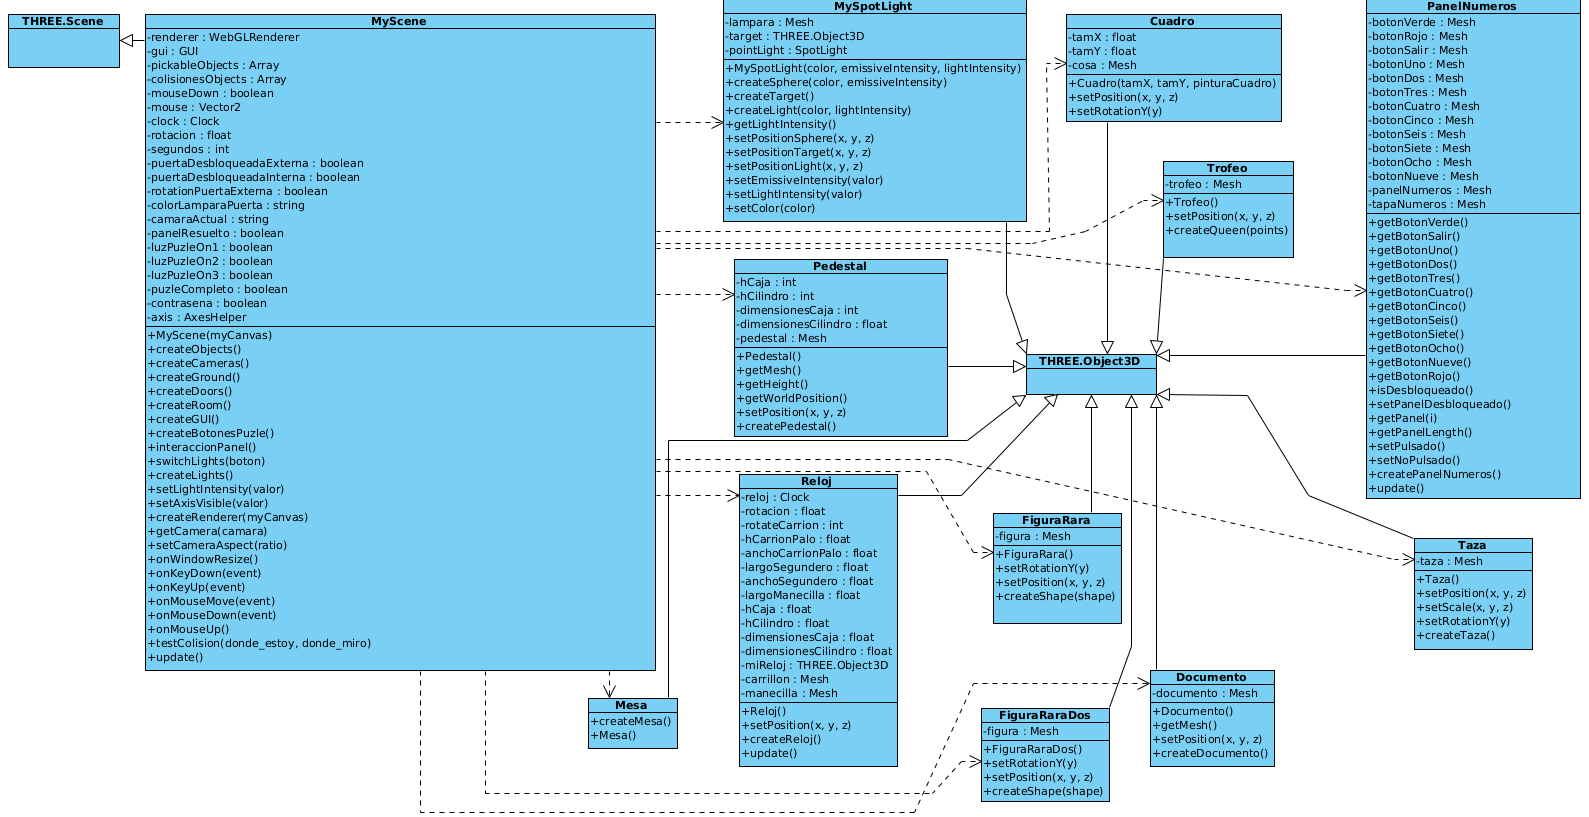 THREE.Scene
MyScene
-renderer : WebGLRenderer
-gui : GUI
-pickableObjects : Array
-colisionesObjects : Array
-mouseDown : boolean
-mouse : Vector2
-clock : Clock
-rotacion : float
-segundos : int
-puertaDesbloqueadaExterna : boolean
-puertaDesbloqueadaInterna : boolean
-rotationPuertaExterna : boolean
-colorLamparaPuerta : string
-camaraActual : string
-panelResuelto : boolean
-luzPuzleOn1 : boolean
-luzPuzleOn2 : boolean
-luzPuzleOn3 : boolean
-puzleCompleto : boolean
-contrasena : boolean
-axis : AxesHelper
+MyScene(myCanvas)
+createObjects()
+createCameras()
+createGround()
+createDoors()
+createRoom()
+createGUI()
+createBotonesPuzle()
+interaccionPanel()
+switchLights(boton)
+createLights()
+setLightIntensity(valor)
+setAxisVisible(valor)
+createRenderer(myCanvas)
+getCamera(camara)
+setCameraAspect(ratio)
+onWindowResize()
+onKeyDown(event)
+onKeyUp(event)
+onMouseMove(event)
+onMouseDown(event)
+onMouseUp()
+testColision(donde_estoy, donde_miro)
+update()
MySpotLight
-lampara : Mesh
-target : THREE.Object3D
-pointLight : SpotLight
+MySpotLight(color, emissiveIntensity, lightIntensity)
+createSphere(color, emissiveIntensity)
+createTarget()
+createLight(color, lightIntensity)
+getLightIntensity()
+setPositionSphere(x, y, z)
+setPositionTarget(x, y, z)
+setPositionLight(x, y, z)
+setEmissiveIntensity(valor)
+setLightIntensity(valor)
+setColor(color)
Cuadro
-tamX : float
-tamY : float
-cosa : Mesh
+Cuadro(tamX, tamY, pinturaCuadro)
+setPosition(x, y, z)
+setRotationY(y)
Trofeo
-trofeo : Mesh
+Trofeo()
+setPosition(x, y, z)
+createQueen(points)
PanelNumeros
-botonVerde : Mesh
-botonRojo : Mesh
-botonSalir : Mesh
-botonUno : Mesh
-botonDos : Mesh
-botonTres : Mesh
-botonCuatro : Mesh
-botonCinco : Mesh
-botonSeis : Mesh
-botonSiete : Mesh
-botonOcho : Mesh
-botonNueve : Mesh
-panelNumeros : Mesh
-tapaNumeros : Mesh
+getBotonVerde()
+getBotonSalir()
+getBotonUno()
+getBotonDos()
+getBotonTres()
+getBotonCuatro()
+getBotonCinco()
+getBotonSeis()
+getBotonSiete()
+getBotonOcho()
+getBotonNueve()
+getBotonRojo()
+isDesbloqueado()
+setPanelDesbloqueado()
+getPanel(i)
+getPanelLength()
+setPulsado()
+setNoPulsado()
+createPanelNumeros()
+update()
Pedestal
-hCaja : int
-hCilindro : int
-dimensionesCaja : int
-dimensionesCilindro : float
-pedestal : Mesh
+Pedestal()
+getMesh()
+getHeight()
+getWorldPosition()
+setPosition(x, y, z)
+createPedestal()
THREE.Object3D
Reloj
-reloj : Clock
-rotacion : float
-rotateCarrion : int
-hCarrionPalo : float
-anchoCarrionPalo : float
-largoSegundero : float
-anchoSegundero : float
-largoManecilla : float
-hCaja : float
-hCilindro : float
-dimensionesCaja : float
-dimensionesCilindro : float
-miReloj : THREE.Object3D
-carrillon : Mesh
-manecilla : Mesh
+Reloj()
+setPosition(x, y, z)
+createReloj()
+update()
FiguraRara
-figura : Mesh
+FiguraRara()
+setRotationY(y)
+setPosition(x, y, z)
+createShape(shape)
Taza
-taza : Mesh
+Taza()
+setPosition(x, y, z)
+setScale(x, y, z)
+setRotationY(y)
+createTaza()
Mesa
+createMesa()
+Mesa()
FiguraRaraDos
-figura : Mesh
+FiguraRaraDos()
+setRotationY(y)
+setPosition(x, y, z)
+createShape(shape)
Documento
-documento : Mesh
+Documento()
+getMesh()
+setPosition(x, y, z)
+createDocumento()